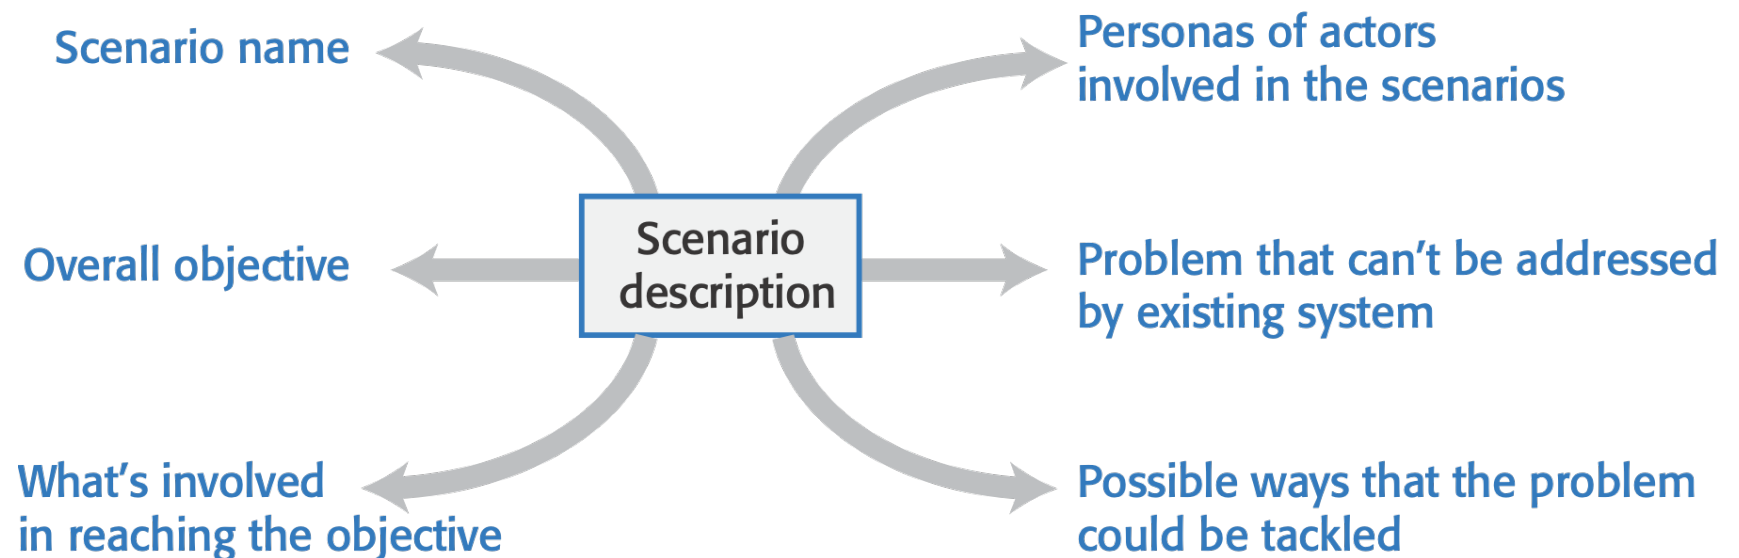 Scenario name
Personas of actors
involved in the scenarios
Scenario
description
Overall objective
Problem that can’t be addressed
by existing system
What’s involved
in reaching the objective
Possible ways that the problem
could be tackled